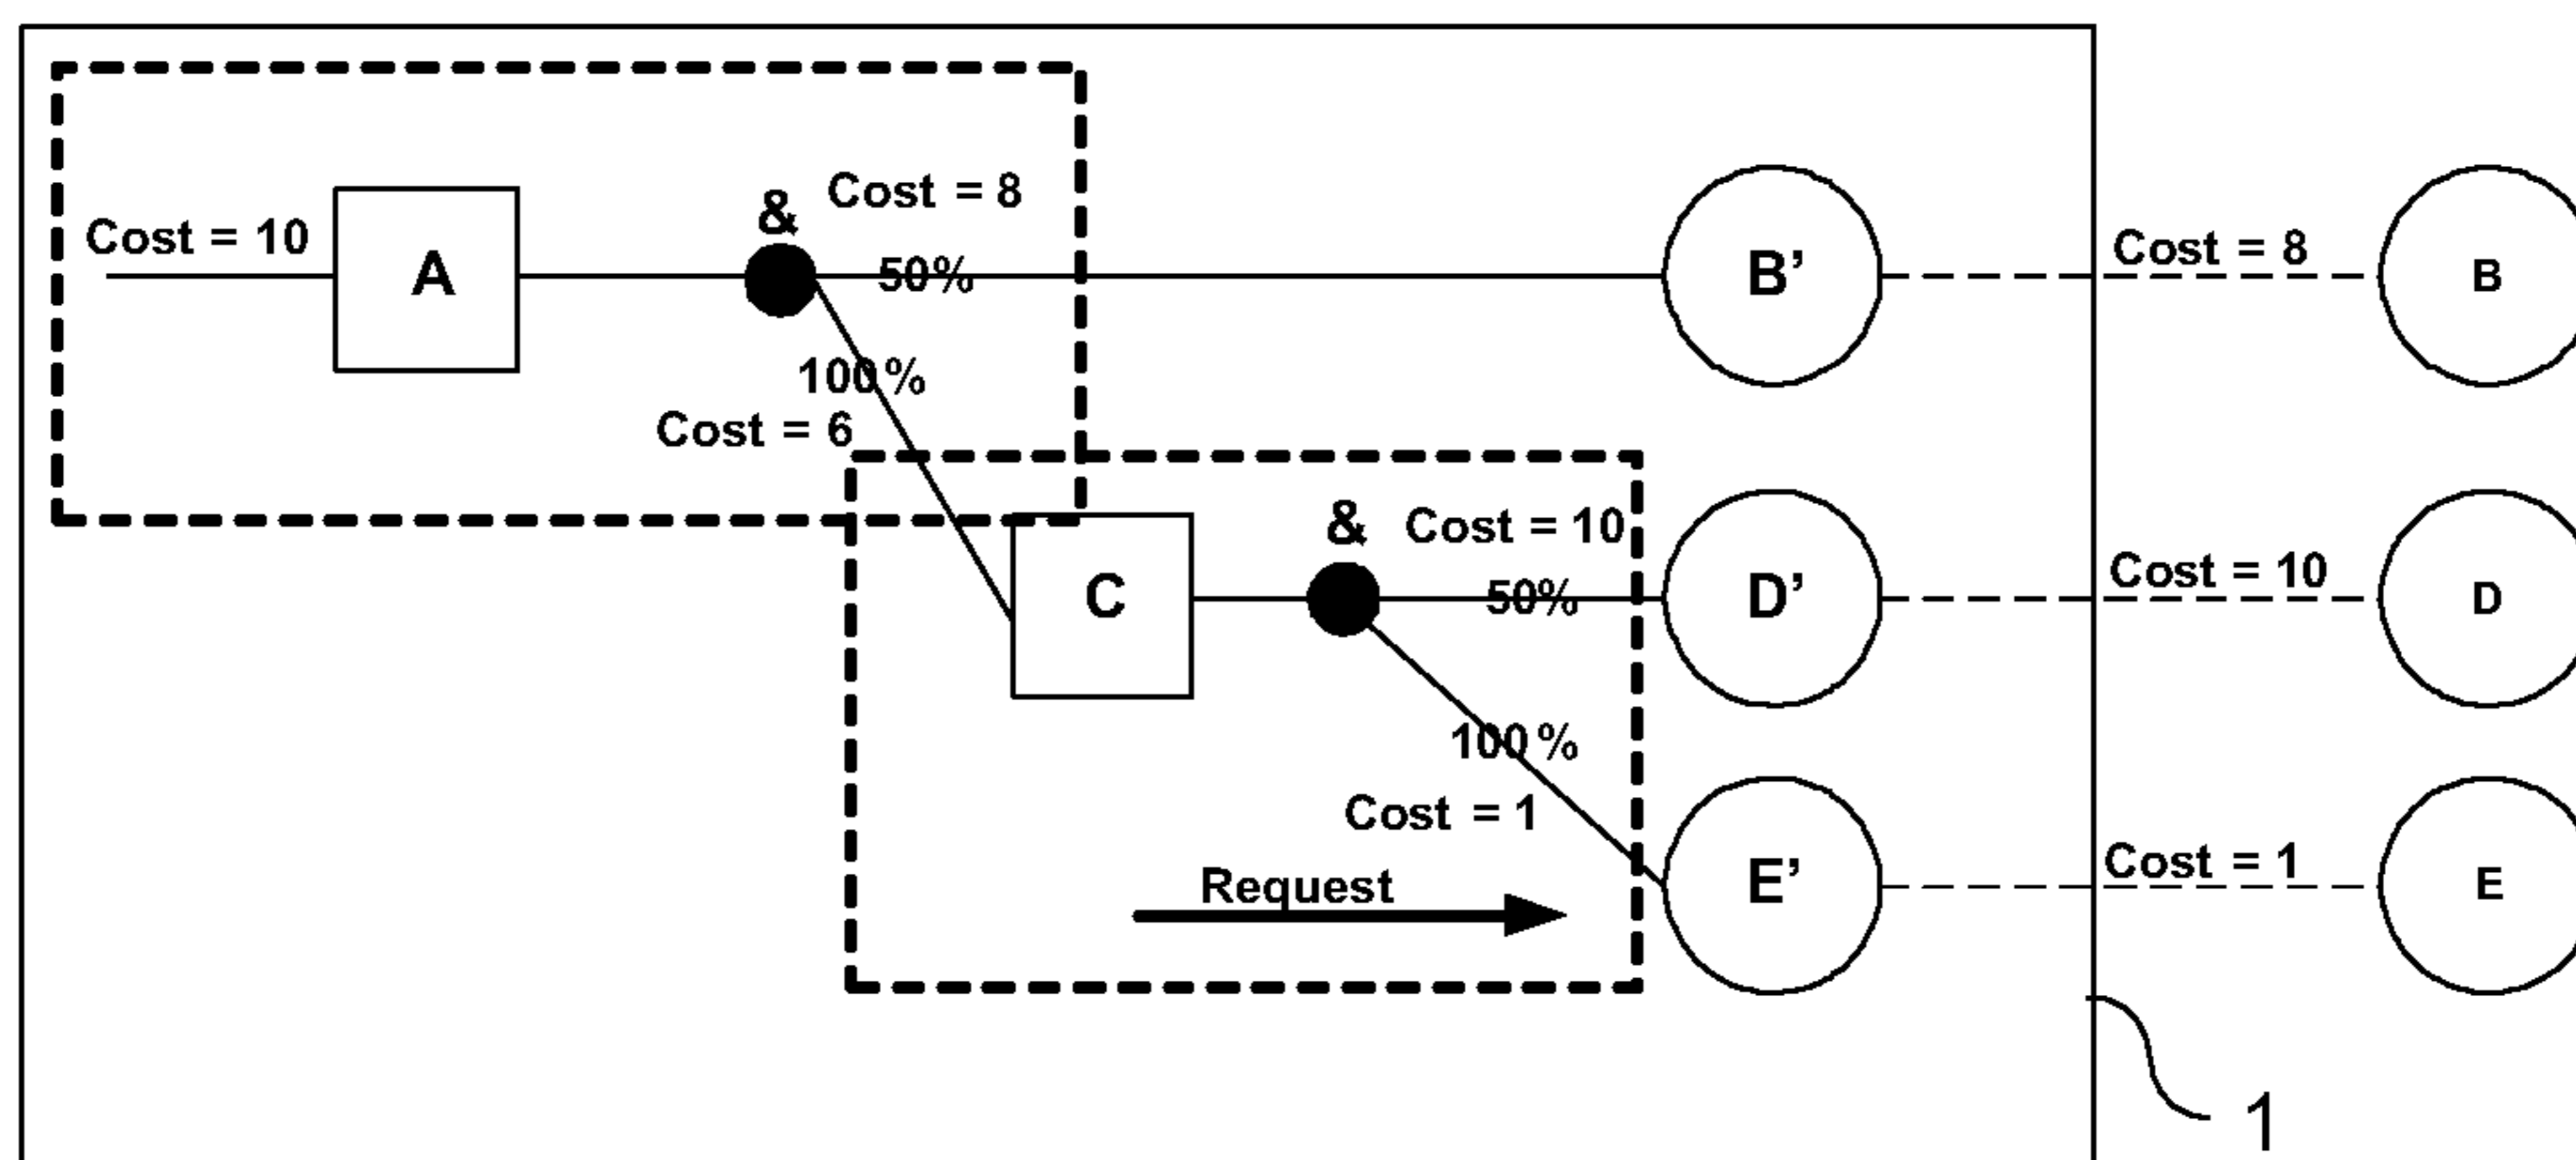 Cost = 8
&
Cost = 10
A
50%
B’
Cost = 8
B
100%
Cost = 6
&
Cost = 10
C
50%
D’
Cost = 10
D
100%
Cost = 1
Request
E’
Cost = 1
E
1